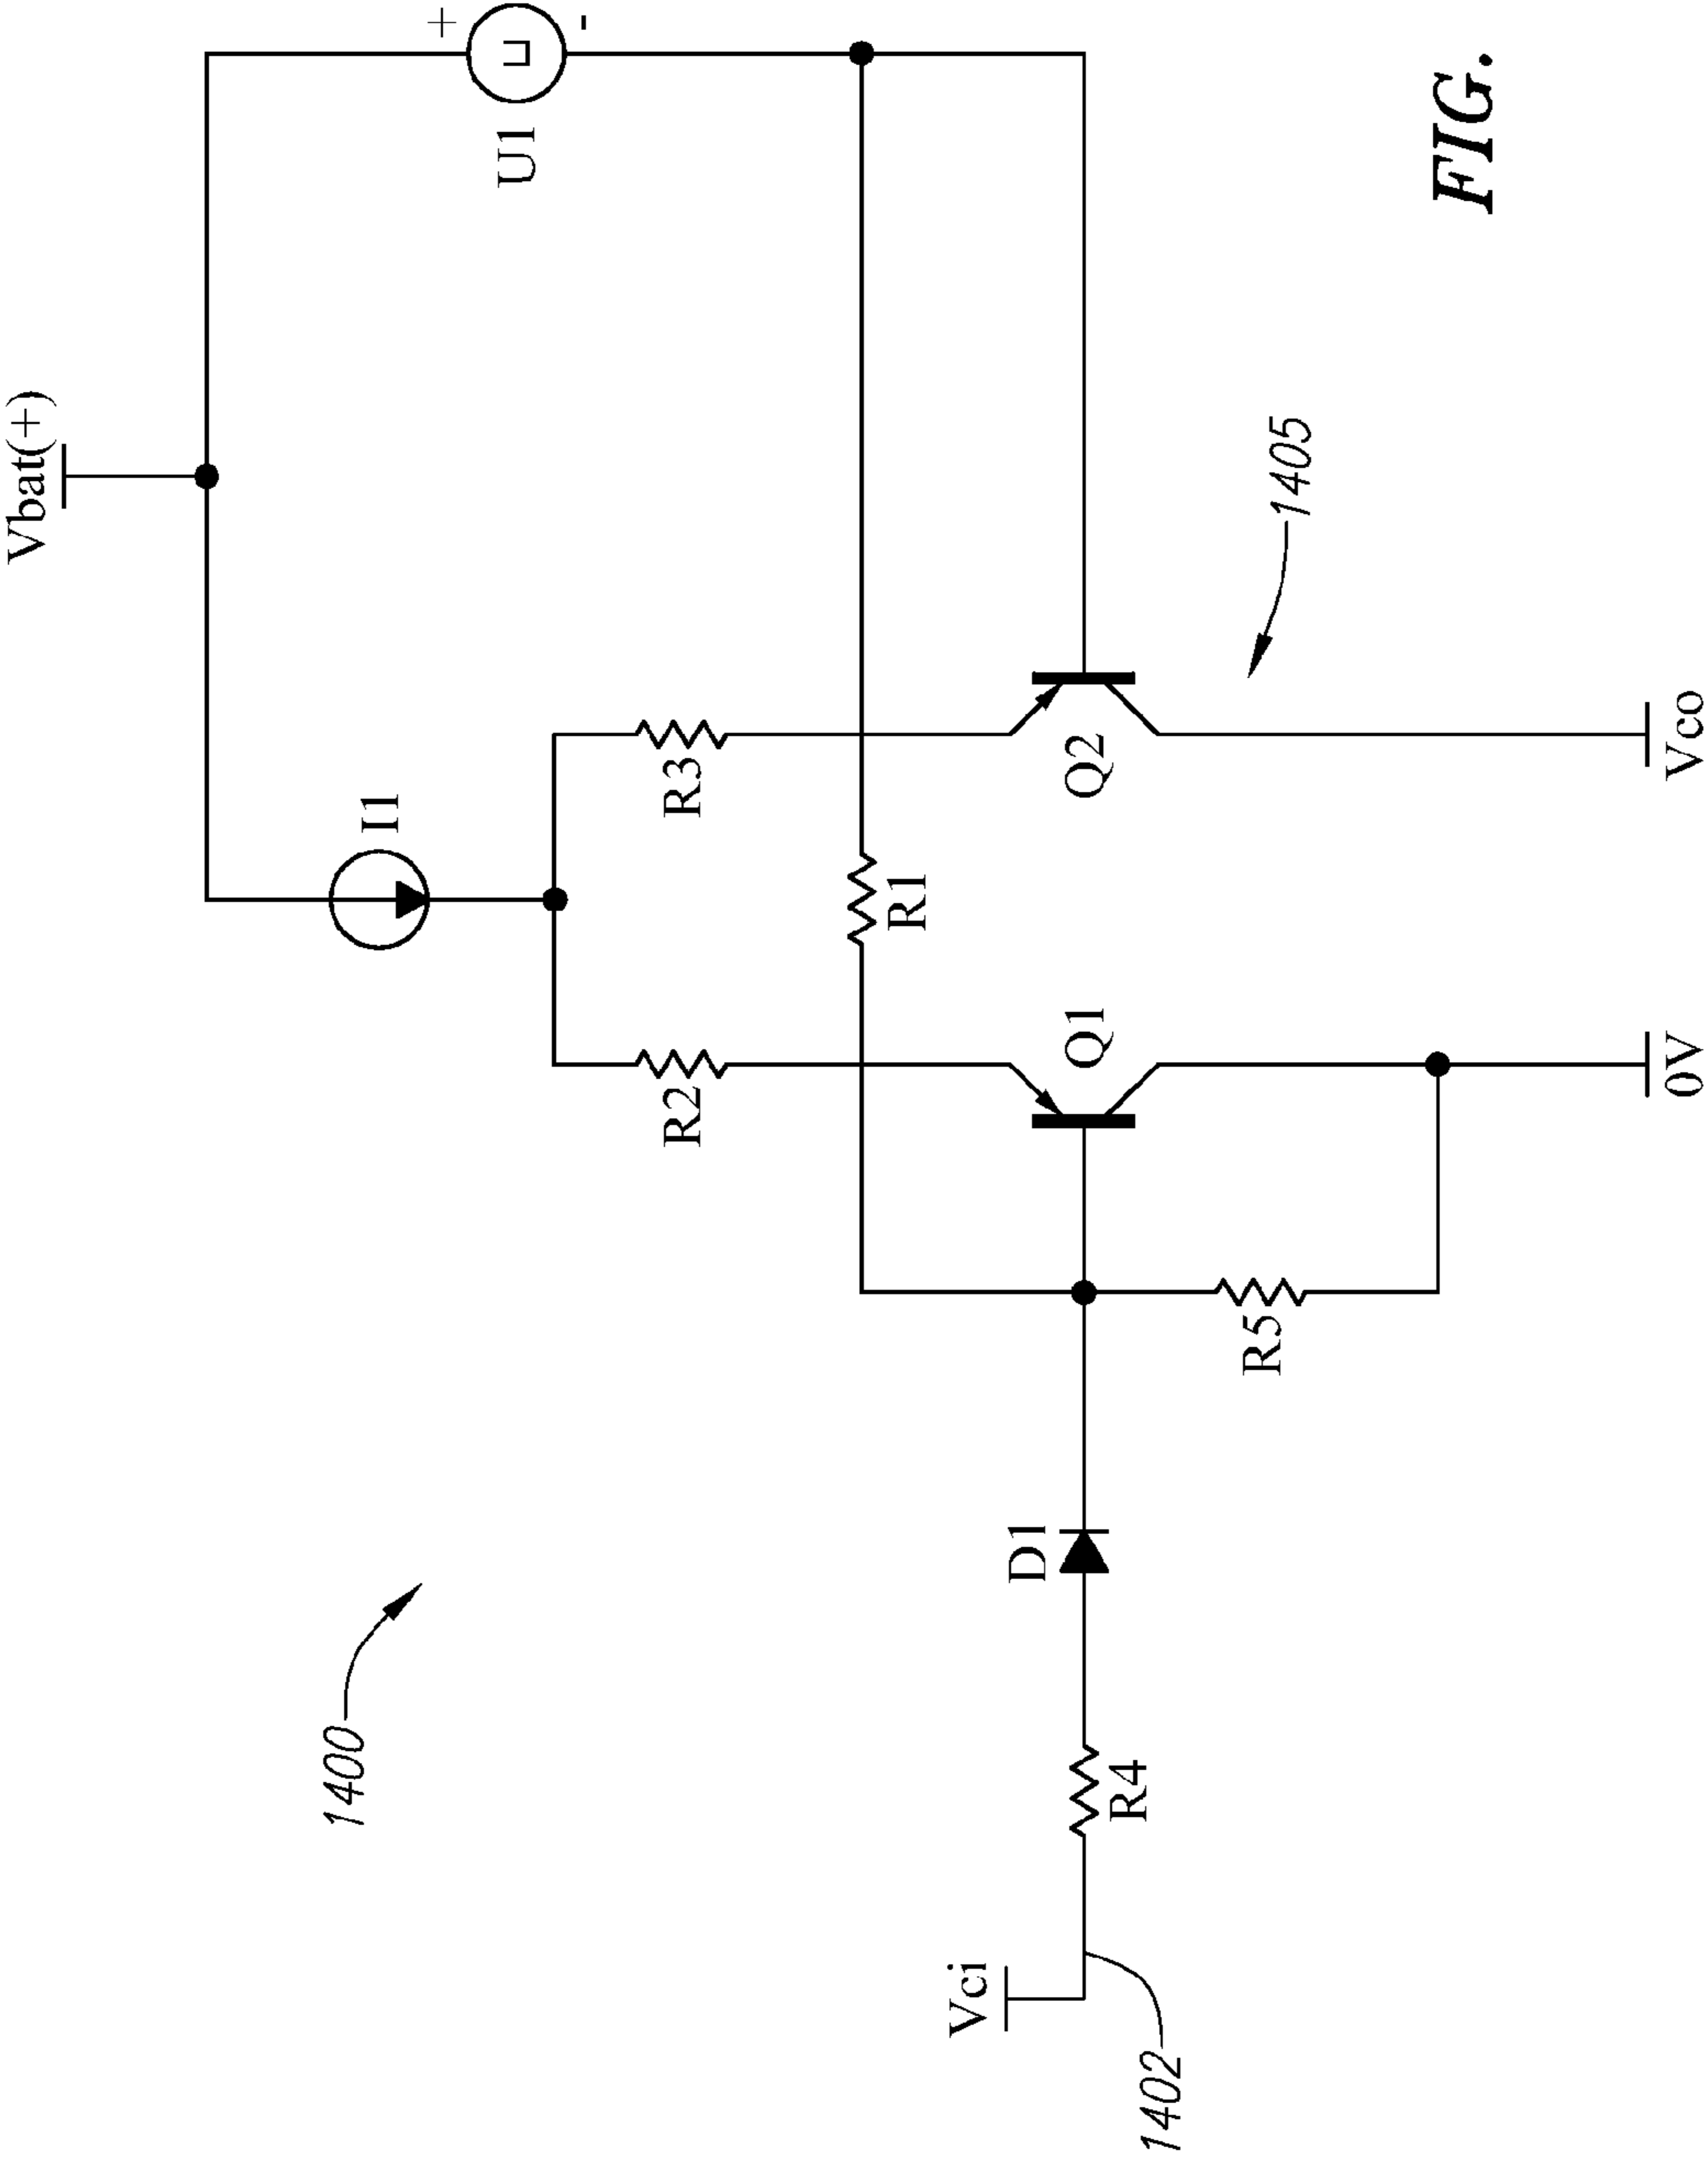 Vbat(+)
+
U1
-
I1
R3
R2
R1
Q2
Q1
1405
1400
D1
R5
R4
Vci
1402
Vco
0V
FIG.